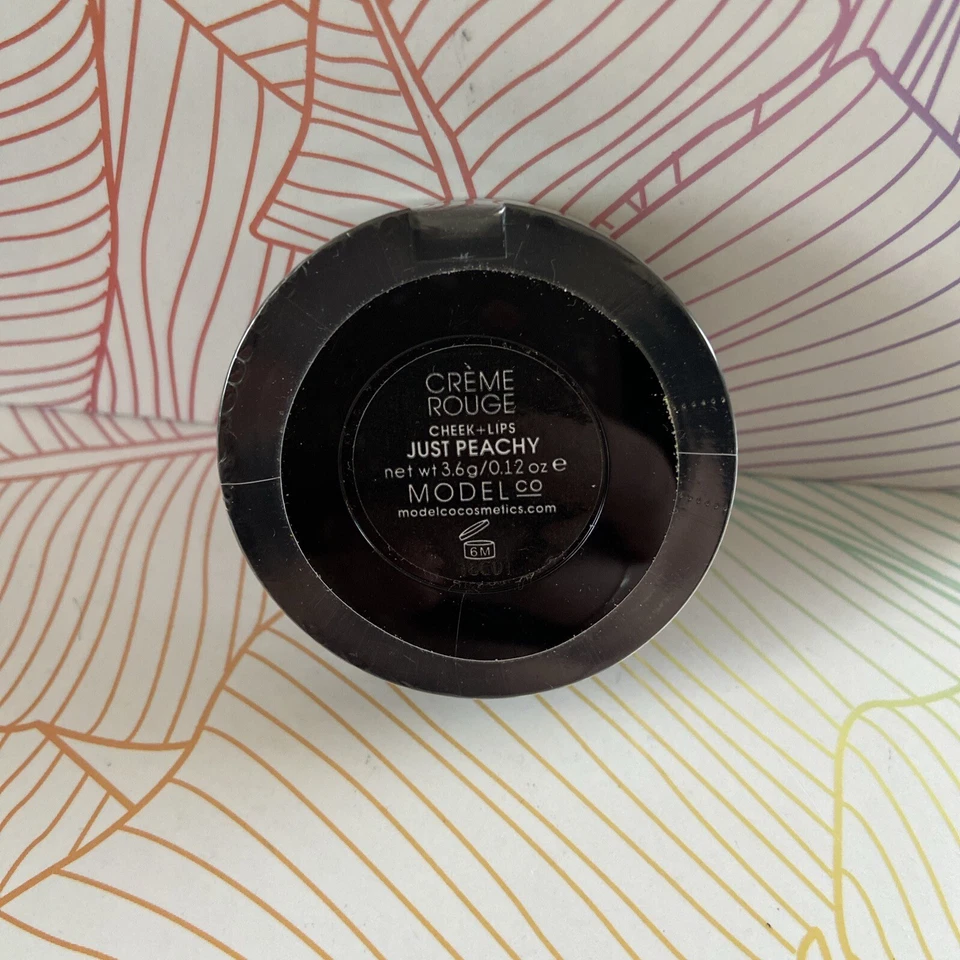 CRÈME
ROUGE
CHEEK+LIPS
JUST PEACHY
net wt 3.6g/0.12 oz e
MODEL CO
modelcocosmetics.com
6M